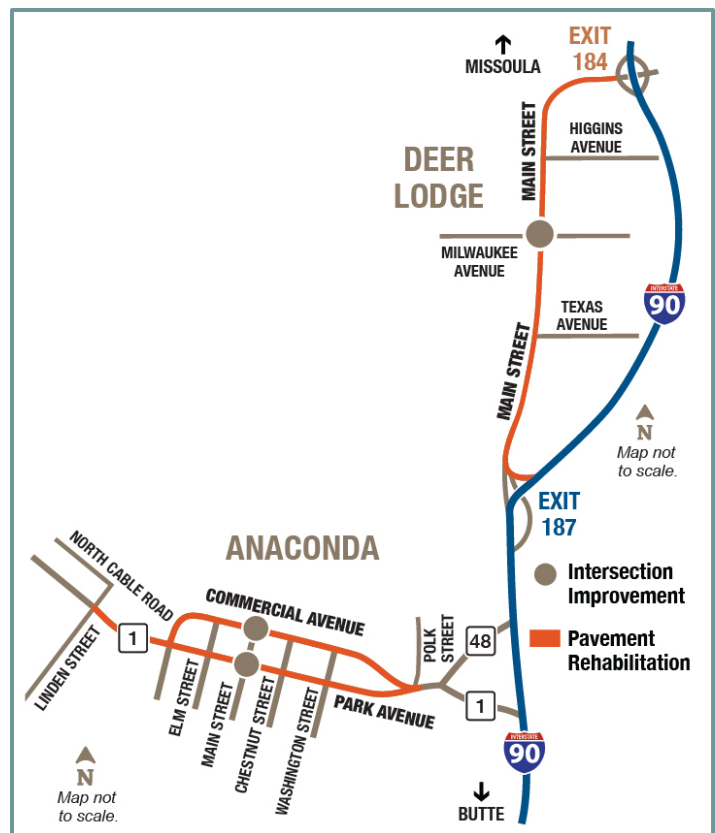 EXIT
184
MISSOULA
MAIN STREET
HIGGINS
AVENUE
DEER
LODGE
MILWAUKEE
AVENUE
INTERSTATE
90
TEXAS
AVENUE
MAIN STREET
N
Map not
to scale.
EXIT
187
ANACONDA
Intersection
Improvement
Pavement
Rehabilitation
NORTH CABLE ROAD
COMMERCIAL AVENUE
POLK
STREET
48
1
LINDEN STREET
ELM STREET
MAIN STREET
CHESTNUT STREET
WASHINGTON STREET
PARK AVENUE
1
INTERSTATE
90
N
Map not
to scale.
BUTTE